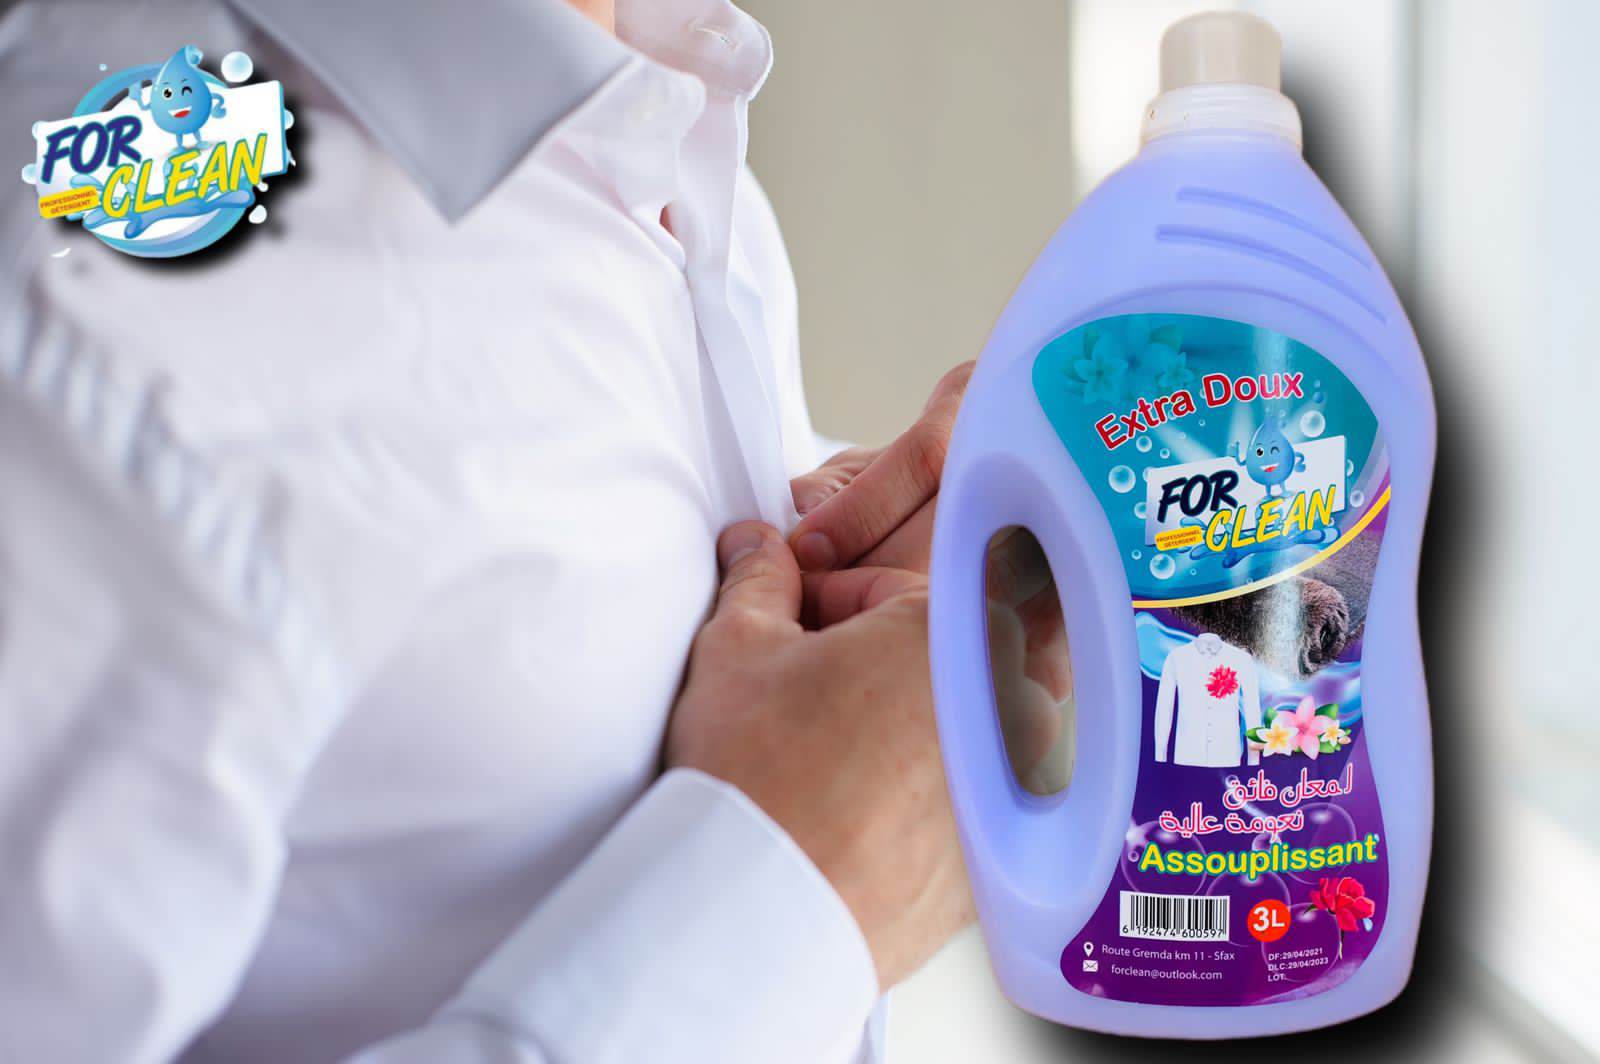 FOR
CLEAN
PROFESSIONNEL
DETERGENT
Extra Doux
FOR
CLEAN
PROFESSIONNEL
DETERGENT
لمعان فائق
نعومة عالية
Assouplissant
6 192474 600597
3L
Route Gremda km 11 - Sfax
forclean@outlook.com
DF:29/04/2021
DLC:29/04/2023
LOT: